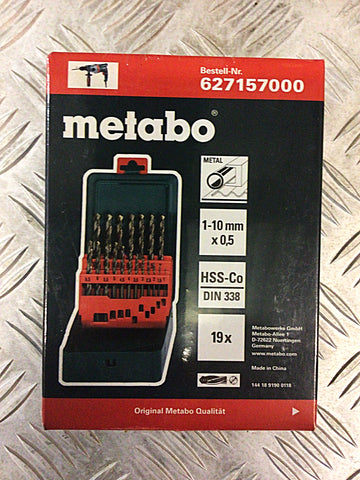 Bestell-Nr.
627157000
metabo®
METAL
1-10 mm
x 0,5
HSS-Co
DIN 338
19x
Metabowerke GmbH
Metabo-Allee 1
D-72622 Nuertingen
Germany
www.metabo.com
Made in China
144 18 9190 0118
Original Metabo Qualität